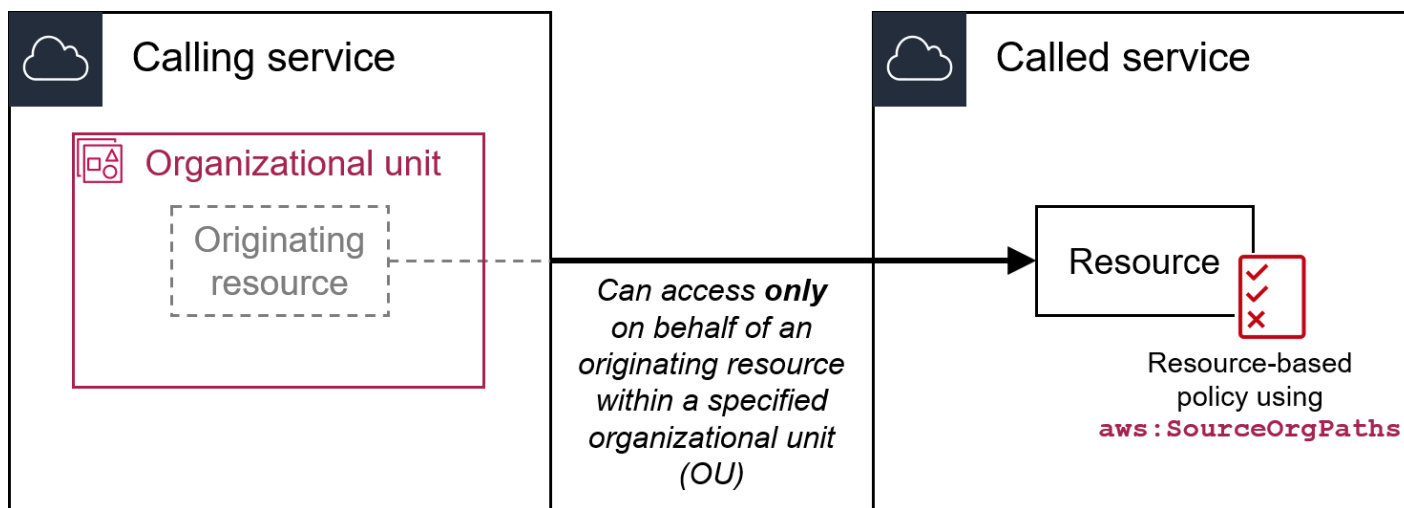 Calling service
Organizational unit
Originating
resource
Can access only
on behalf of an
originating resource
within a specified
organizational unit
(OU)
Called service
Resource
Resource-based
policy using
aws:SourceOrgPaths